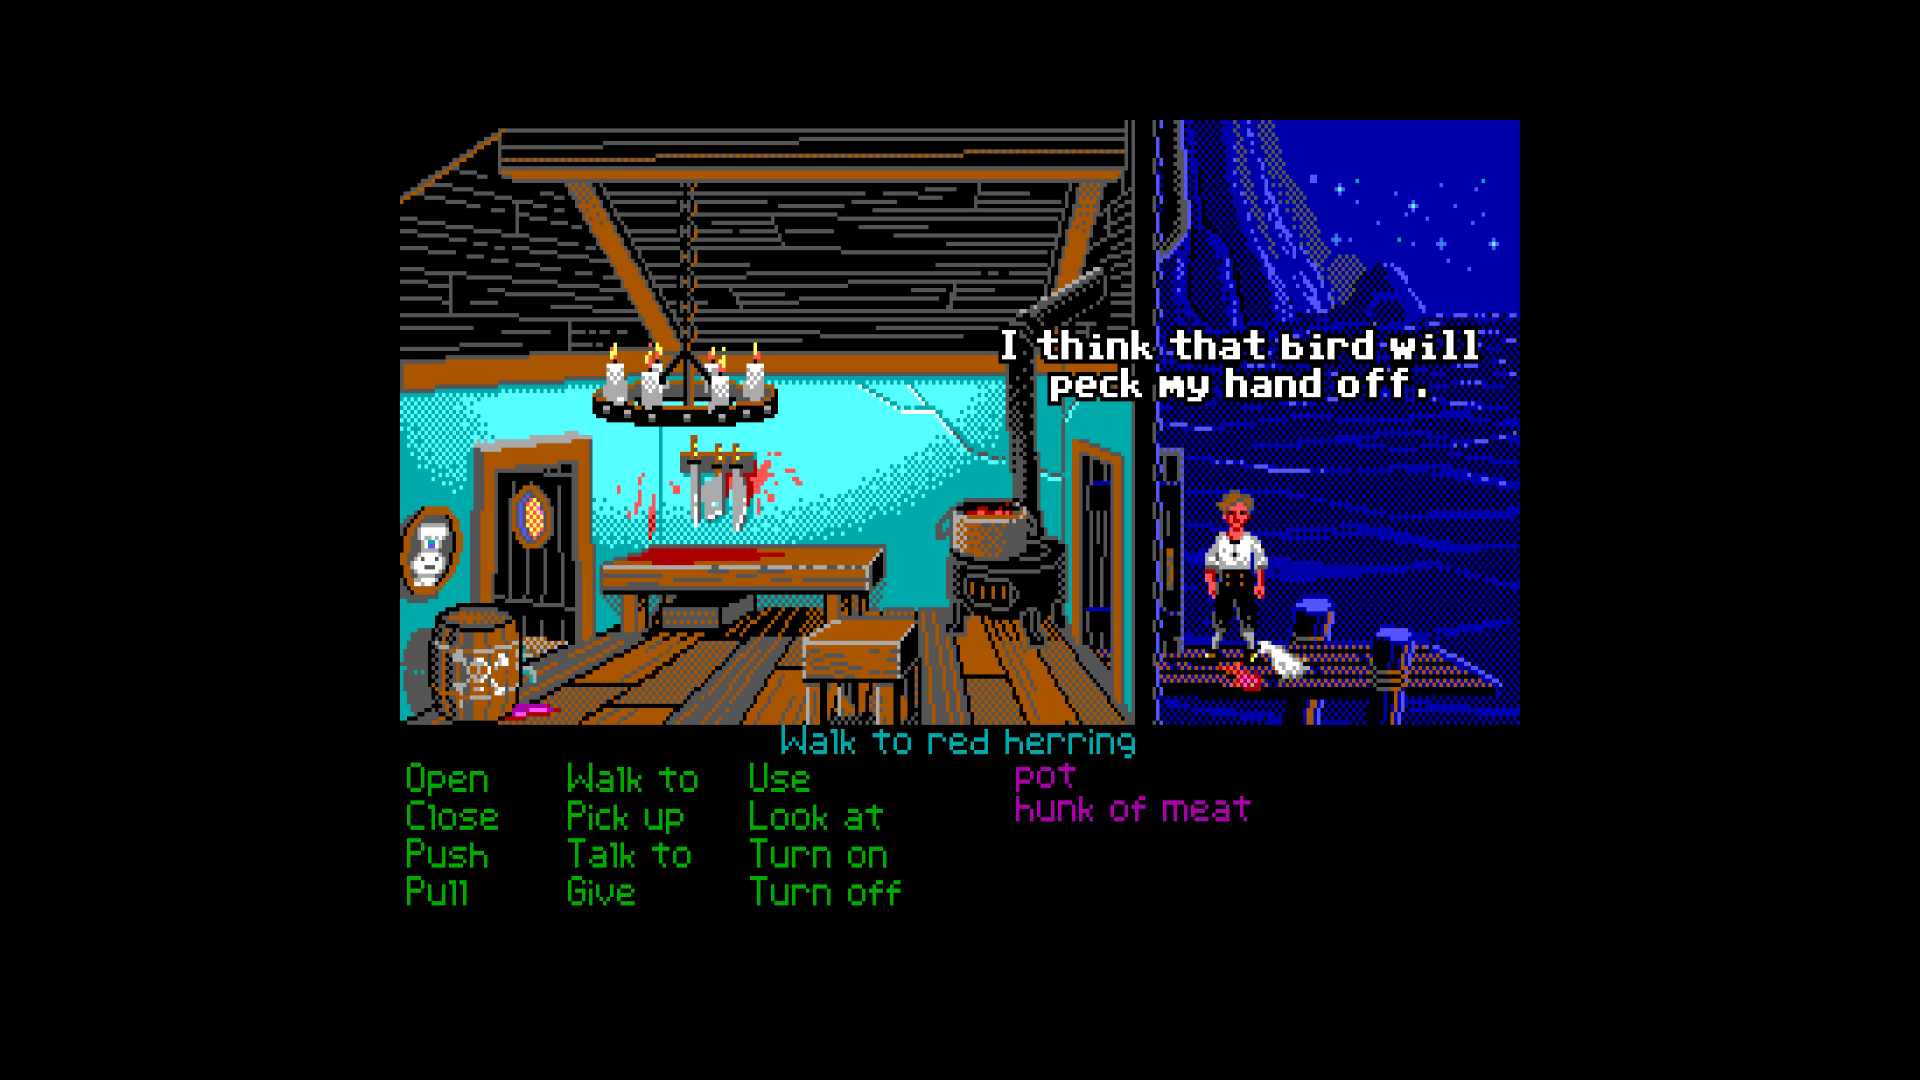 I think that bird will
peck my hand off.
Walk to red herring
Open Walk to Use pot
Close Pick up Look at hunk of meat
Push Talk to Turn on
Pull Give Turn off